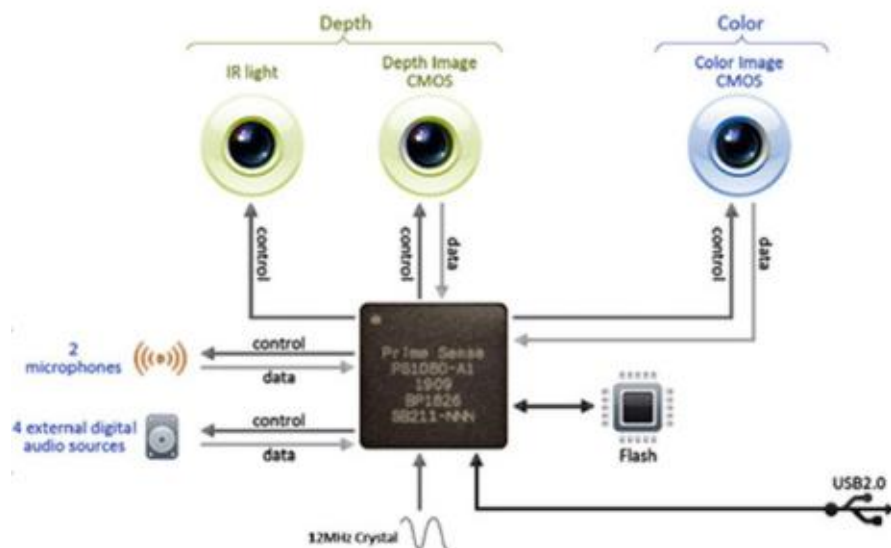 Depth
Color
IR light
Depth Image
CMOS
Color Image
CMOS
control
control
data
control
data
2
microphones
control
data
4 external digital
audio sources
control
data
Prime Sense
PS1080-A1
1909
BP1826
SB211-NNN
Flash
USB2.0
12MHz Crystal